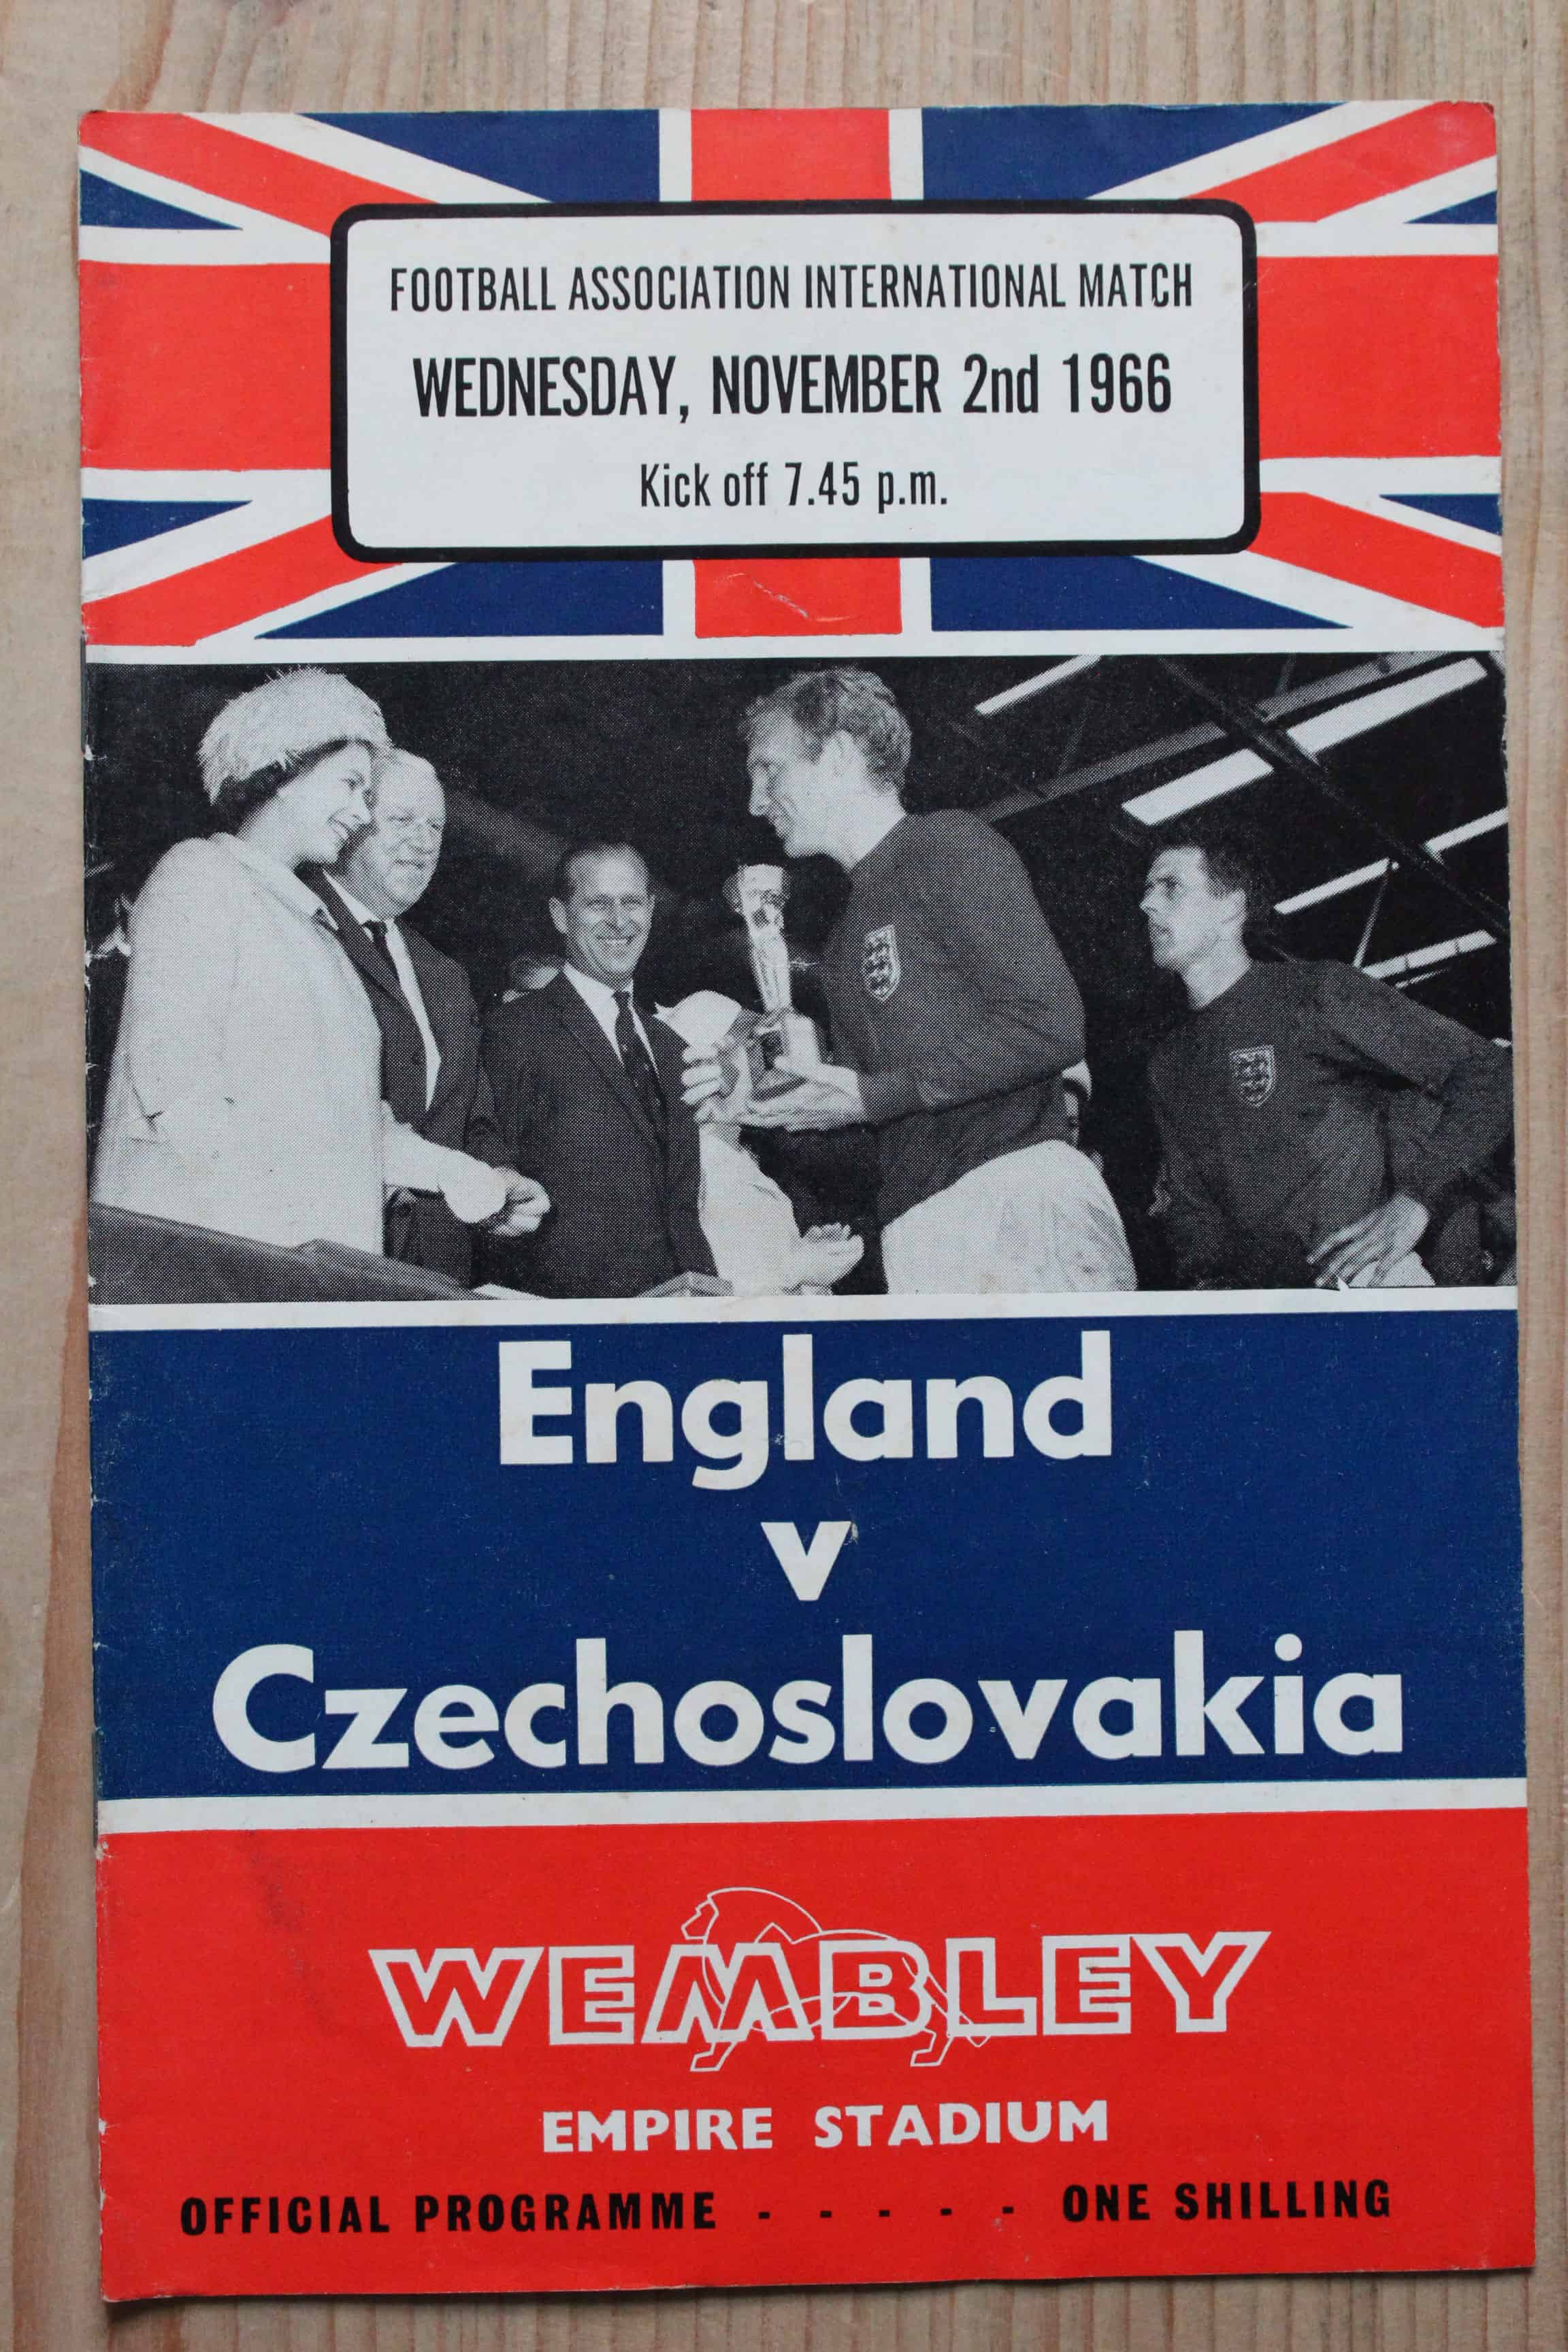 FOOTBALL ASSOCIATION INTERNATIONAL MATCH
WEDNESDAY, NOVEMBER 2nd 1966
Kick off 7.45 p.m.
England
v
Czechoslovakia
WEMBLEY
EMPIRE STADIUM
OFFICIAL PROGRAMME - - - - - ONE SHILLING